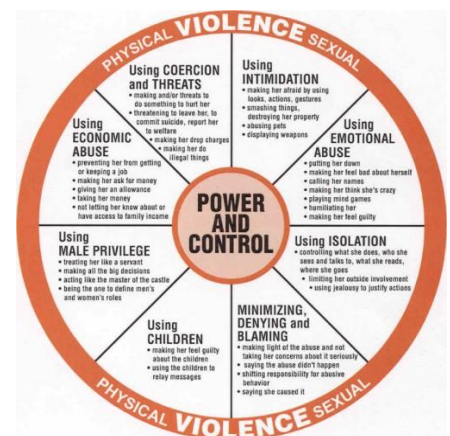 PHYSICAL VIOLENCE SEXUAL
Using COERCION
and THREATS
• making and/or threats to
do something to hurt her
• threatening to leave her, to
commit suicide, report her
to welfare
• making her drop charges
• making her do
illegal things
Using
INTIMIDATION
• making her afraid by using
looks, actions, gestures
• smashing things,
destroying her property
• abusing pets
• displaying weapons
Using
EMOTIONAL
ABUSE
• putting her down
• making her feel bad about herself
• calling her names
• making her think she's crazy
• playing mind games
• humiliating her
• making her feel guilty
Using ISOLATION
• controlling what she does, who she
sees and talks to, what she reads,
where she goes
• limiting her outside involvement
• using jealousy to justify actions
MINIMIZING,
DENYING and
BLAMING
• making light of the abuse and not
taking her concerns about it seriously
• saying the abuse didn't happen
• shifting responsibility for abusive
behavior
• saying she caused it
Using
CHILDREN
• making her feel guilty
about the children
• using the children to
relay messages
Using
MALE PRIVILEGE
• treating her like a servant
• making all the big decisions
• acting like the master of the castle
• being the one to define men's
and women's roles
Using
ECONOMIC
ABUSE
• preventing her from getting
or keeping a job
• making her ask for money
• giving her an allowance
• taking her money
• not letting her know about or
have access to family income
POWER
AND
CONTROL
PHYSICAL VIOLENCE SEXUAL